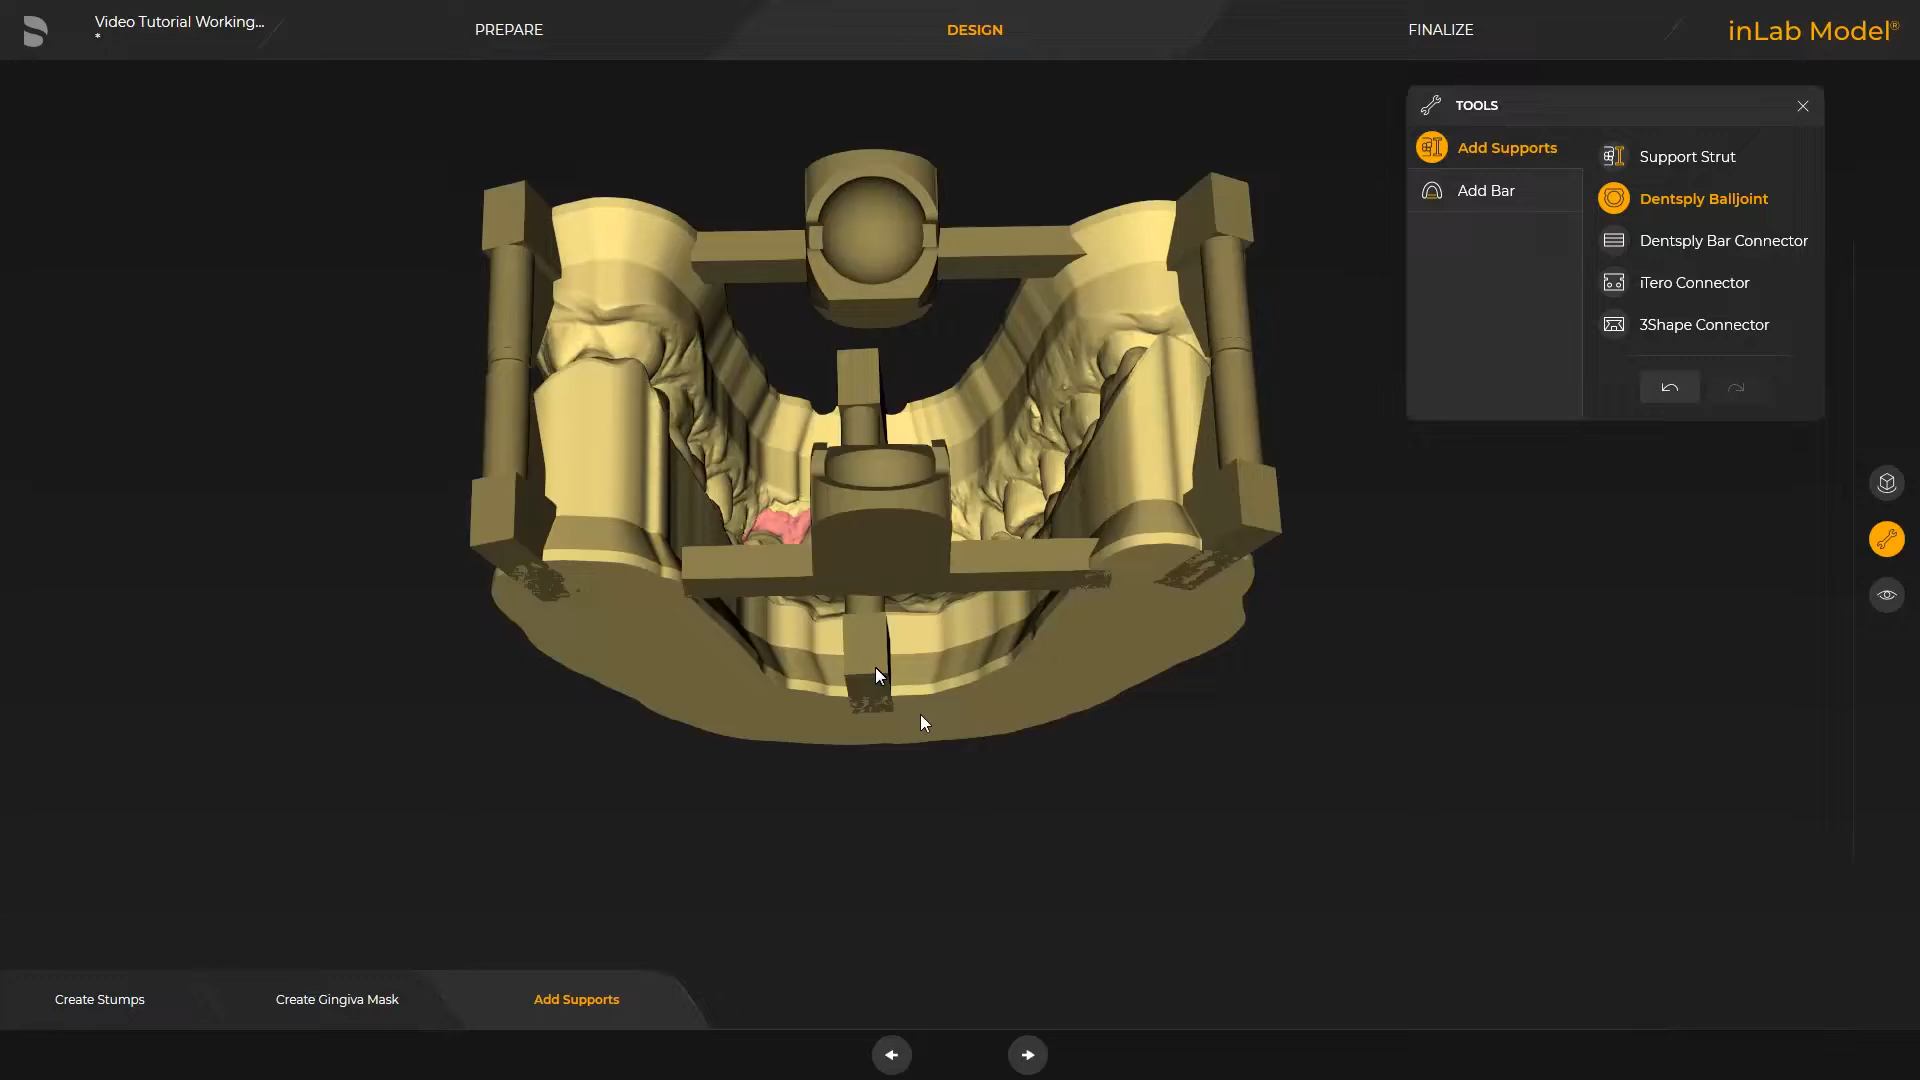 Video Tutorial Working...
*
PREPARE
DESIGN
FINALIZE
inLab Model®
TOOLS
Add Supports
Add Bar
Support Strut
Dentsply Balljoint
Dentsply Bar Connector
iTero Connector
3Shape Connector
Create Stumps
Create Gingiva Mask
Add Supports